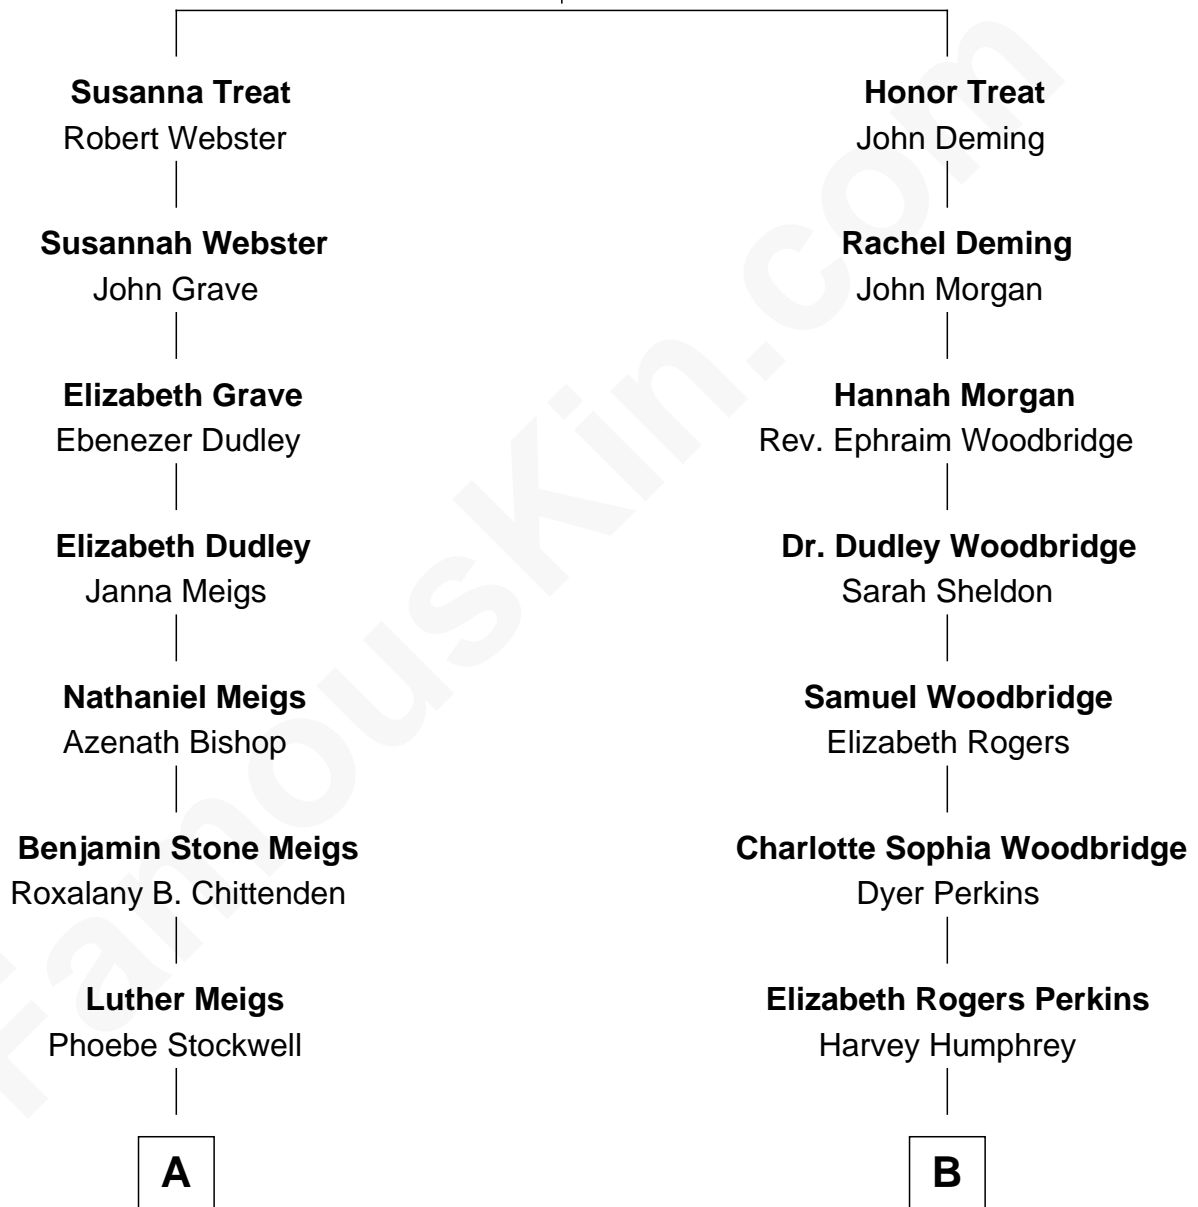 Susanna Treat
Robert Webster
Honor Treat
John Deming
Susannah Webster
John Grave
Rachel Deming
John Morgan
Elizabeth Grave
Ebenezer Dudley
Hannah Morgan
Rev. Ephraim Woodbridge
Elizabeth Dudley
Janna Meigs
Dr. Dudley Woodbridge
Sarah Sheldon
Nathaniel Meigs
Azenath Bishop
Samuel Woodbridge
Elizabeth Rogers
Benjamin Stone Meigs
Roxalany B. Chittenden
Charlotte Sophia Woodbridge
Dyer Perkins
Luther Meigs
Phoebe Stockwell
Elizabeth Rogers Perkins
Harvey Humphrey
A
B
FamousKin.com